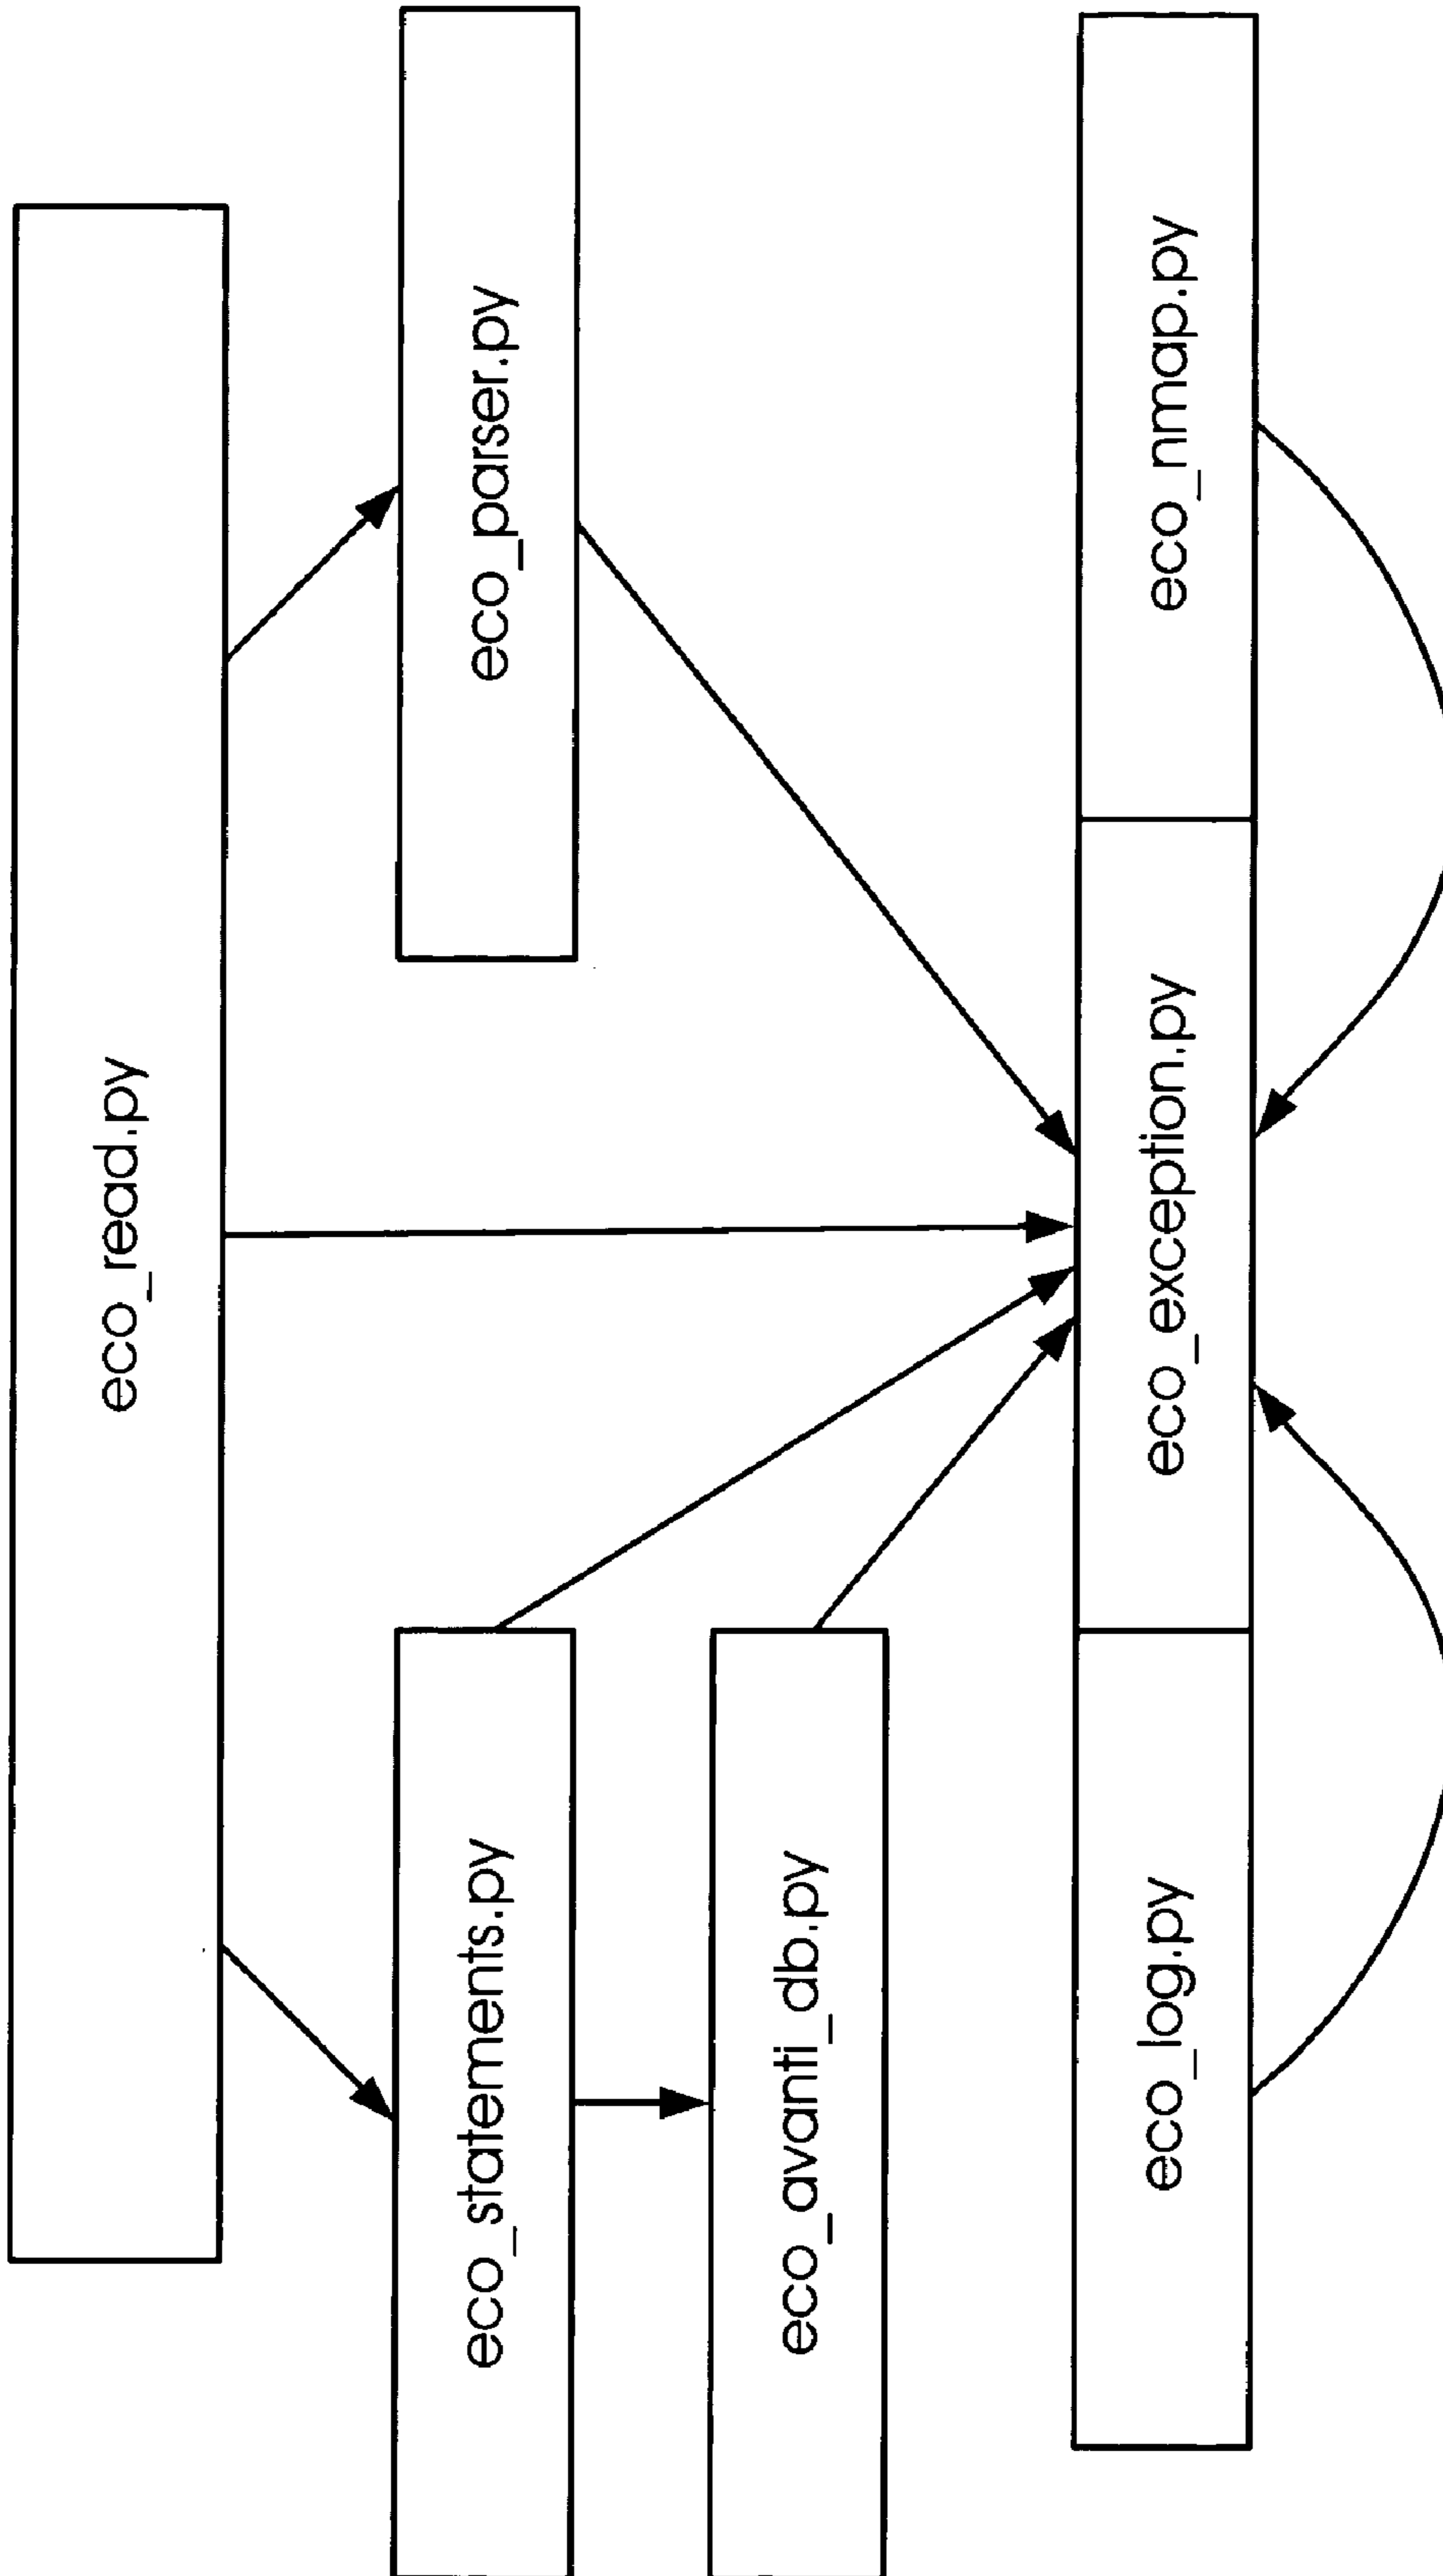 eco_read.py
eco_statements.py
eco_parser.py
eco_avanti_db.py
eco_log.py
eco_exception.py
eco_nmap.py